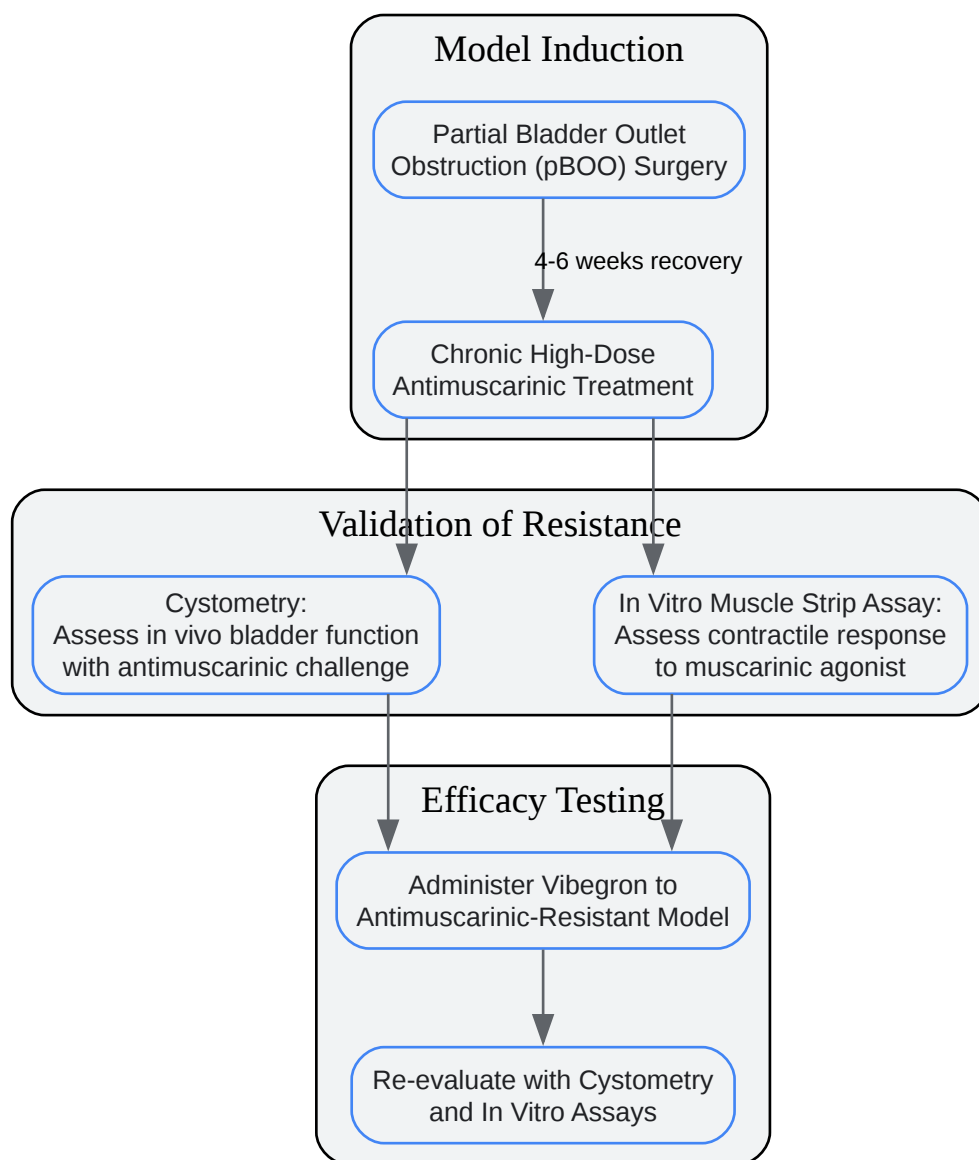 Model Induction
Partial Bladder Outlet
Obstruction (pBOO) Surgery
4-6 weeks recovery
Chronic High-Dose
Antimuscarinic Treatment
Validation of Resistance
Cystometry:
Assess in vivo bladder function
with antimuscarinic challenge
In Vitro Muscle Strip Assay:
Assess contractile response
to muscarinic agonist
Efficacy Testing
Administer Vibegron to
Antimuscarinic-Resistant Model
Re-evaluate with Cystometry
and In Vitro Assays